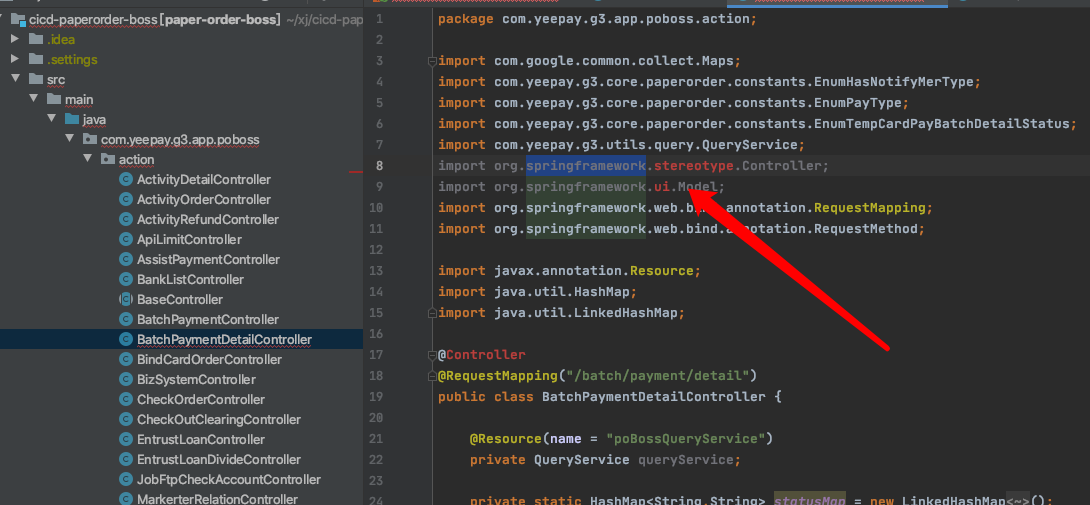 cicd-paperorder-boss [paper-order-boss] ~/xj/cicd-pap
.idea
.settings
src
main
java
com.yeepay.g3.app.poboss
action
ActivityDetailController
ActivityOrderController
ActivityRefundController
ApiLimitController
AssistPaymentController
BankListController
BaseController
BatchPaymentController
BatchPaymentDetailController
BindCardOrderController
BizSystemController
CheckOrderController
CheckOutClearingController
EntrustLoanController
EntrustLoanDivideController
JobFtpCheckAccountController
MarkerterRelationController
1 package com.yeepay.g3.app.poboss.action;
2
3 import com.google.common.collect.Maps;
4 import com.yeepay.g3.core.paperorder.constants.EnumHasNotifyMerType;
5 import com.yeepay.g3.core.paperorder.constants.EnumPayType;
6 import com.yeepay.g3.core.paperorder.constants.EnumTempCardPayBatchDetailStatus;
7 import com.yeepay.g3.utils.query.QueryService;
8 import org.springframework.stereotype.Controller;
9 import org.springframework.ui.Model;
10 import org.springframework.web.bind.annotation.RequestMapping;
11 import org.springframework.web.bind.annotation.RequestMethod;
12
13 import javax.annotation.Resource;
14 import java.util.HashMap;
15 import java.util.LinkedHashMap;
16
17 @Controller
18 @RequestMapping("/batch/payment/detail")
19 public class BatchPaymentDetailController {
20
21 @Resource(name = "poBossQueryService")
22 private QueryService queryService;
23
24 private static HashMap<String,String> statusMap = new LinkedHashMap<~>();